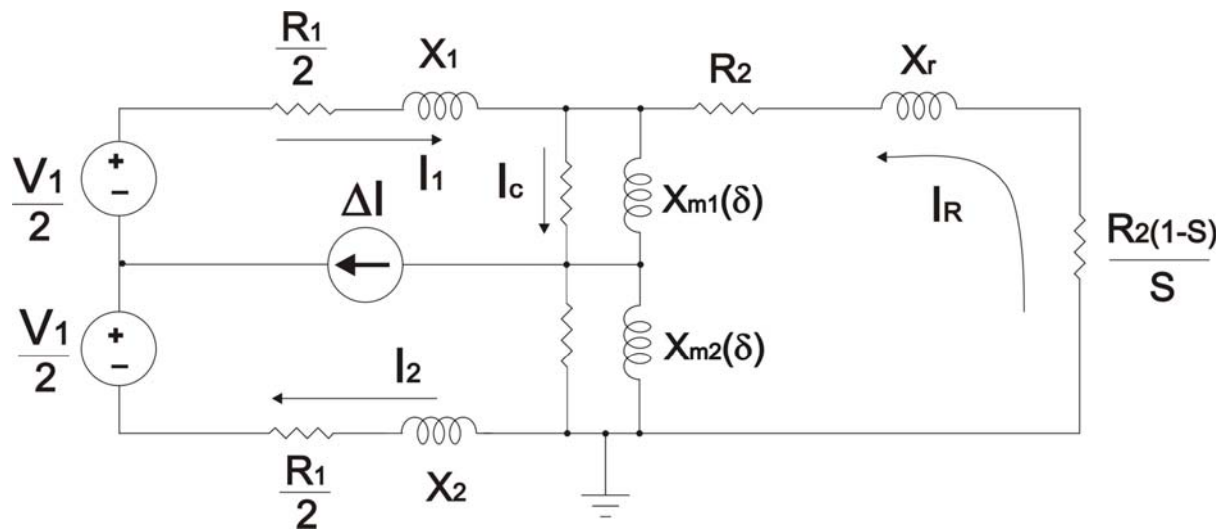 R1
2
X1
R2
Xr
+
-
V1
2
I1
Ic
Xm1(δ)
ΔI
IR
R2(1-S)
S
+
-
V1
2
Xm2(δ)
I2
R1
2
X2